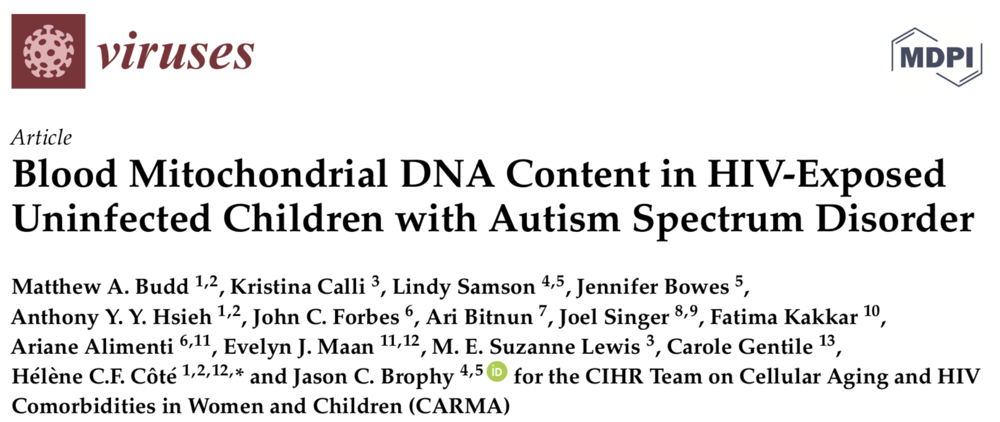 viruses
MDPI
Article
Blood Mitochondrial DNA Content in HIV-Exposed
Uninfected Children with Autism Spectrum Disorder
Matthew A. Budd 1,2, Kristina Calli 3, Lindy Samson 4,5, Jennifer Bowes 5,
Anthony Y. Y. Hsieh 1,2, John C. Forbes 6, Ari Bitnun 7, Joel Singer 8,9, Fatima Kakkar 10,
Ariane Alimenti 6,11, Evelyn J. Maan 11,12, M. E. Suzanne Lewis 3, Carole Gentile 13,
Hélène C.F. Côté 1,2,12,* and Jason C. Brophy 4,5 iD for the CIHR Team on Cellular Aging and HIV
Comorbidities in Women and Children (CARMA)